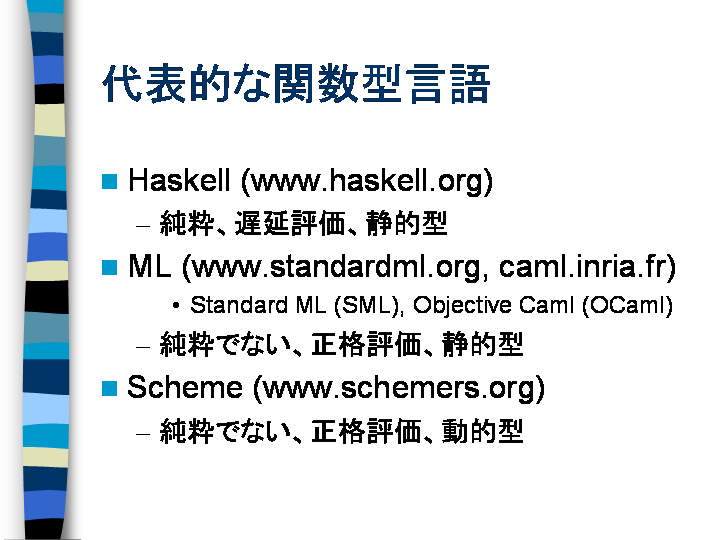 代表的な関数型言語
■ Haskell (www.haskell.org)
– 純粋、遅延評価、静的型
■ ML (www.standardml.org, caml.inria.fr)
• Standard ML (SML), Objective Caml (OCaml)
– 純粋でない、正格評価、静的型
■ Scheme (www.schemers.org)
– 純粋でない、正格評価、動的型